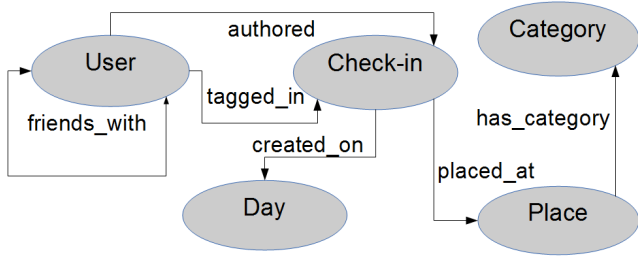 authored
Category
User
Check-in
tagged_in
friends_with
has_category
created_on
placed_at
Day
Place